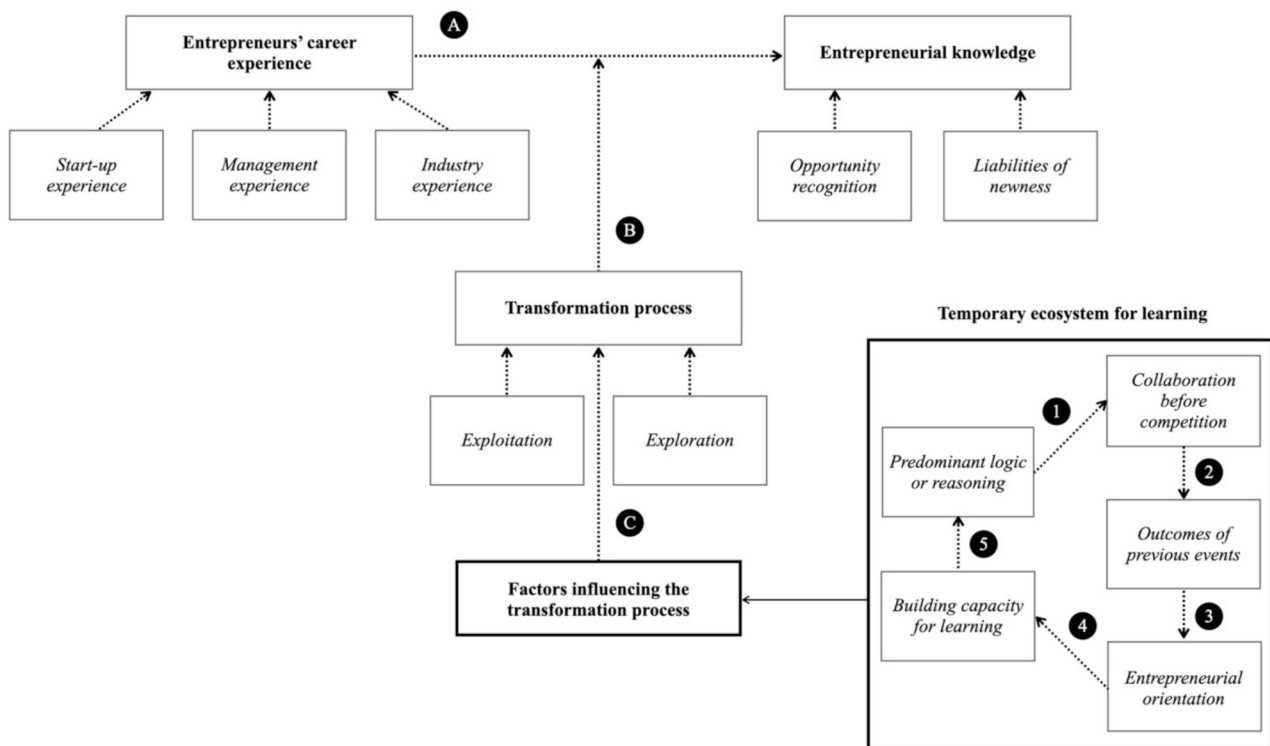 A
Entrepreneurs’ career
experience
Entrepreneurial knowledge
Start-up
experience
Management
experience
Industry
experience
Opportunity
recognition
Liabilities of
newness
B
Transformation process
Exploitation
Exploration
C
Factors influencing the
transformation process
Temporary ecosystem for learning
Collaboration
before
competition
1
Predominant logic
or reasoning
2
Outcomes of
previous events
5
Building capacity
for learning
3
4
Entrepreneurial
orientation